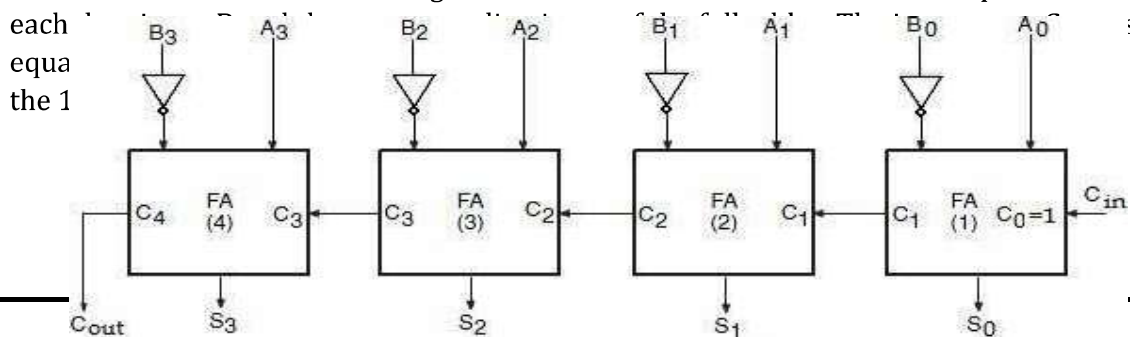 each
equa
the 1
B3 A3 B2 A2 B1 A1 B0 A0
C4 FA (4) C3 C3 FA (3) C2 C2 FA (2) C1 C1 FA (1) C0=1 Cin
Cout S3 S2 S1 S0